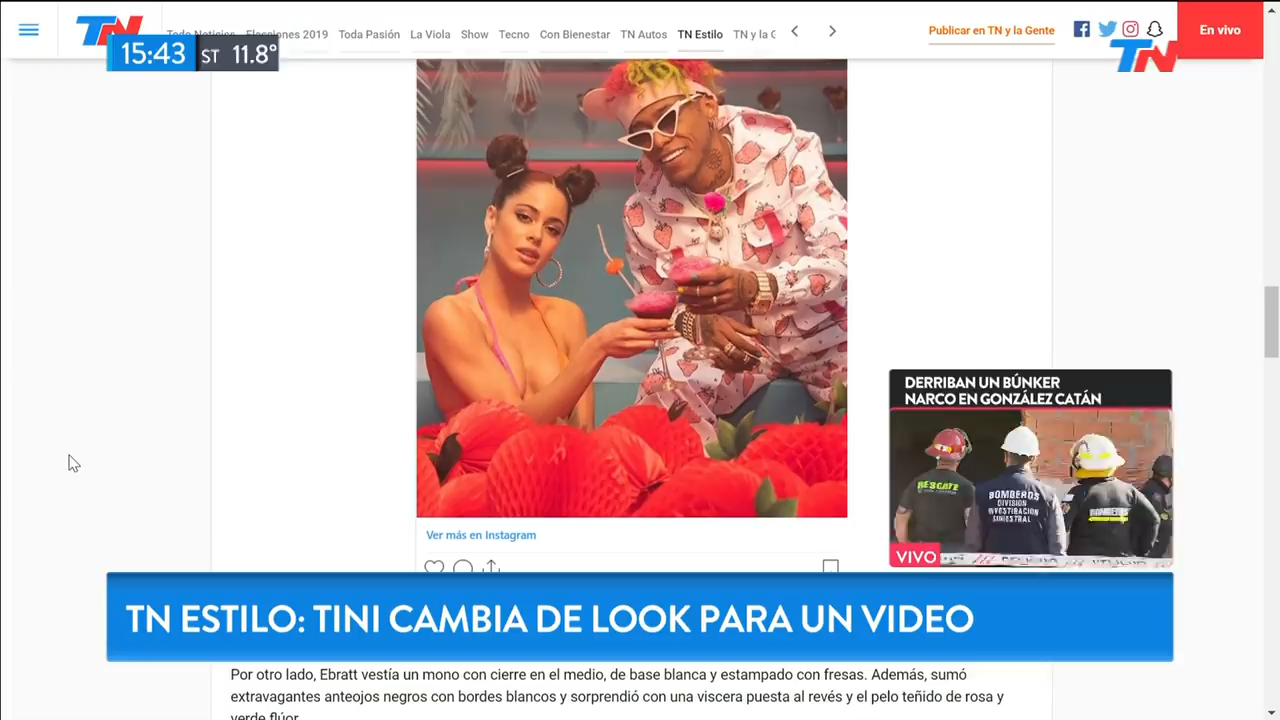 TN
Todo Noticias
Elecciones 2019
Toda Pasión
La Viola
Show
Tecno
Con Bienestar
TN Autos
TN Estilo
TN y la G
Publicar en TN y la Gente
En vivo
15:43 ST 11.8°
TN
DERRIBAN UN BÚNKER
NARCO EN GONZÁLEZ CATÁN
RESCATE
BOMBEROS
DIVISION
INVESTIGACION
SINIESTRAL
BOMBEROS
VIVO
Ver más en Instagram
TN ESTILO: TINI CAMBIA DE LOOK PARA UN VIDEO
Por otro lado, Ebratt vestía un mono con cierre en el medio, de base blanca y estampado con fresas. Además, sumó
extravagantes anteojos negros con bordes blancos y sorprendió con una viscera puesta al revés y el pelo teñido de rosa y
verde flúor.